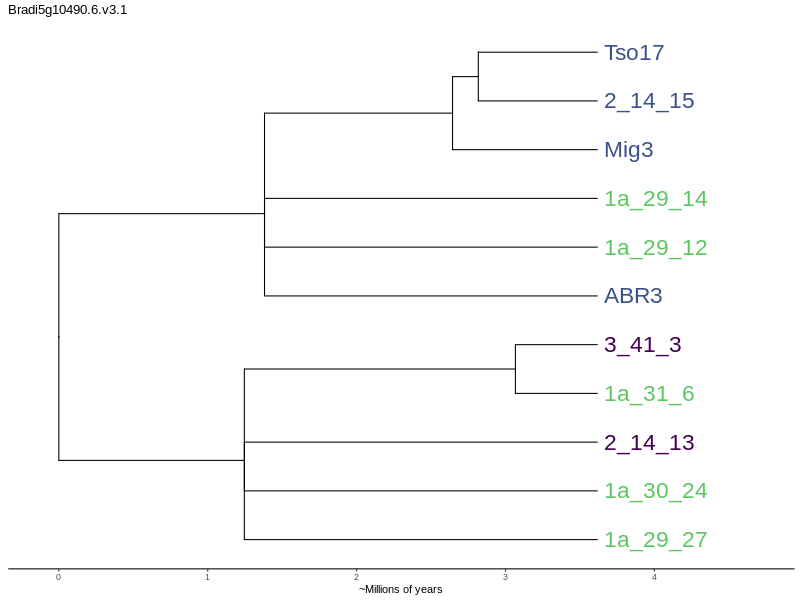 Bradi5g10490.6.v3.1
Tso17
2_14_15
Mig3
1a_29_14
1a_29_12
ABR3
3_41_3
1a_31_6
2_14_13
1a_30_24
1a_29_27
0 1 2 3 4
~Millions of years